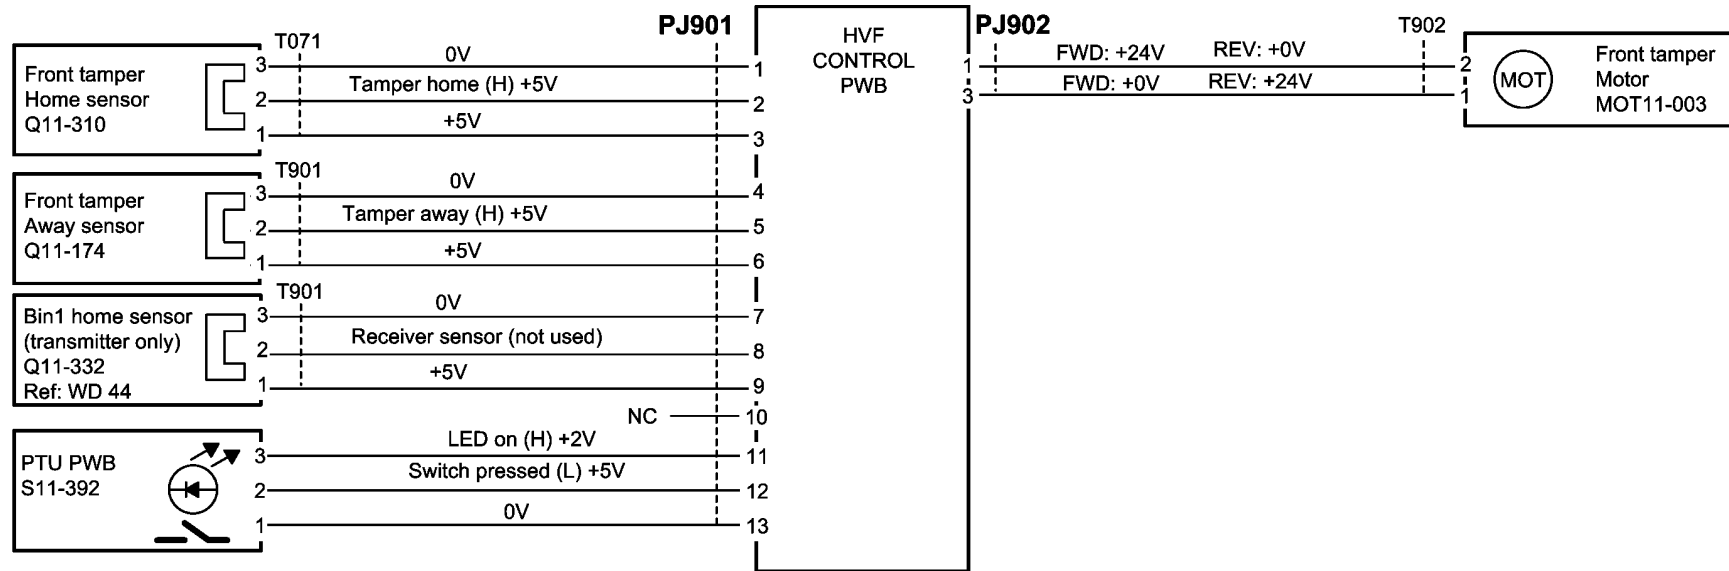 T071
Front tamper
Home sensor
Q11-310
3
0V
1
2
Tamper home (H) +5V
2
1
+5V
3
T901
Front tamper
Away sensor
Q11-174
3
0V
4
2
Tamper away (H) +5V
5
1
+5V
6
T901
Bin1 home sensor
(transmitter only)
Q11-332
Ref: WD 44
3
0V
7
2
Receiver sensor (not used)
8
1
+5V
9
NC
10
PTU PWB
S11-392
3
LED on (H) +2V
11
2
Switch pressed (L) +5V
12
1
0V
13
PJ901
HVF
CONTROL
PWB
PJ902
T902
1
FWD: +24V REV: +0V
2
3
FWD: +0V REV: +24V
1
MOT
Front tamper
Motor
MOT11-003